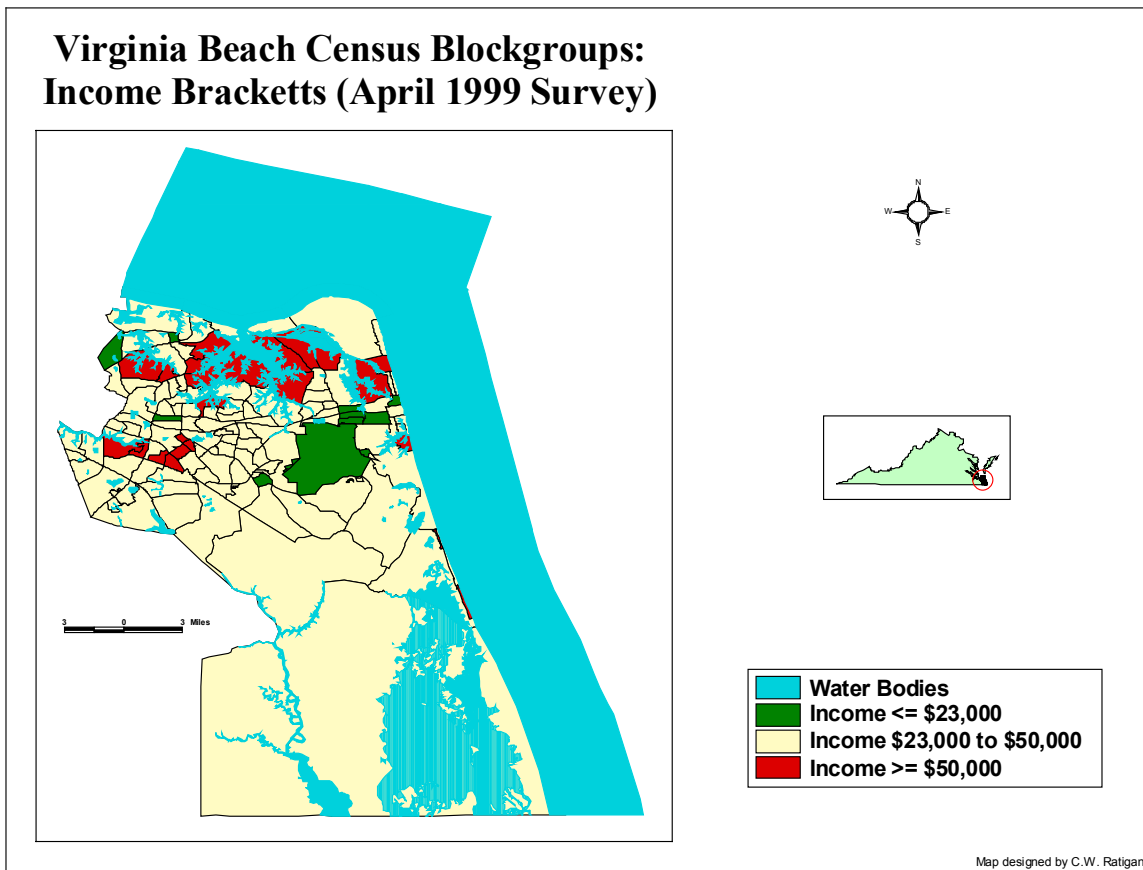 Virginia Beach Census Blockgroups:
Income Bracketts (April 1999 Survey)
N
W E
S
3 0 3 Miles
Water Bodies
Income <= $23,000
Income $23,000 to $50,000
Income >= $50,000
Map designed by C.W. Ratigan